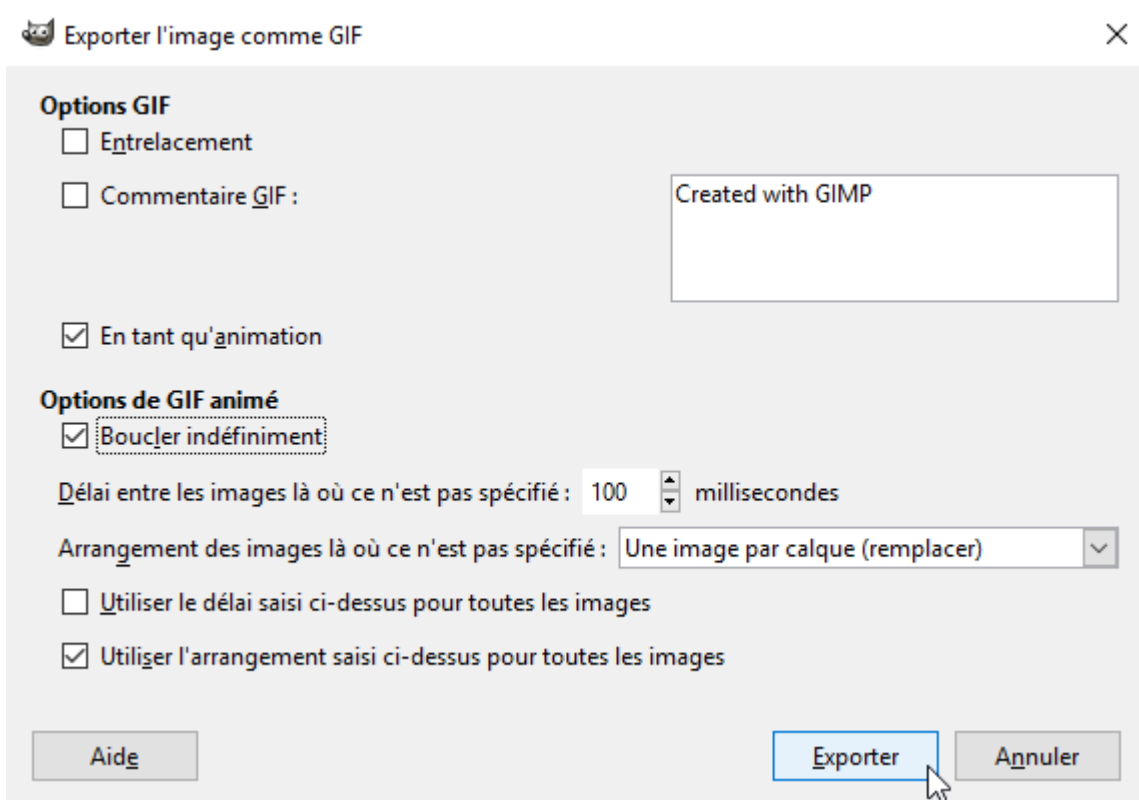 Exporter l'image comme GIF
Options GIF
Entrelacement
Commentaire GIF :
Created with GIMP
En tant qu'animation
Options de GIF animé
Boucler indéfiniment
Délai entre les images là où ce n'est pas spécifié : 100 millisecondes
Arrangement des images là où ce n'est pas spécifié : Une image par calque (remplacer)
Utiliser le délai saisi ci-dessus pour toutes les images
Utiliser l'arrangement saisi ci-dessus pour toutes les images
Aide Exporter Annuler